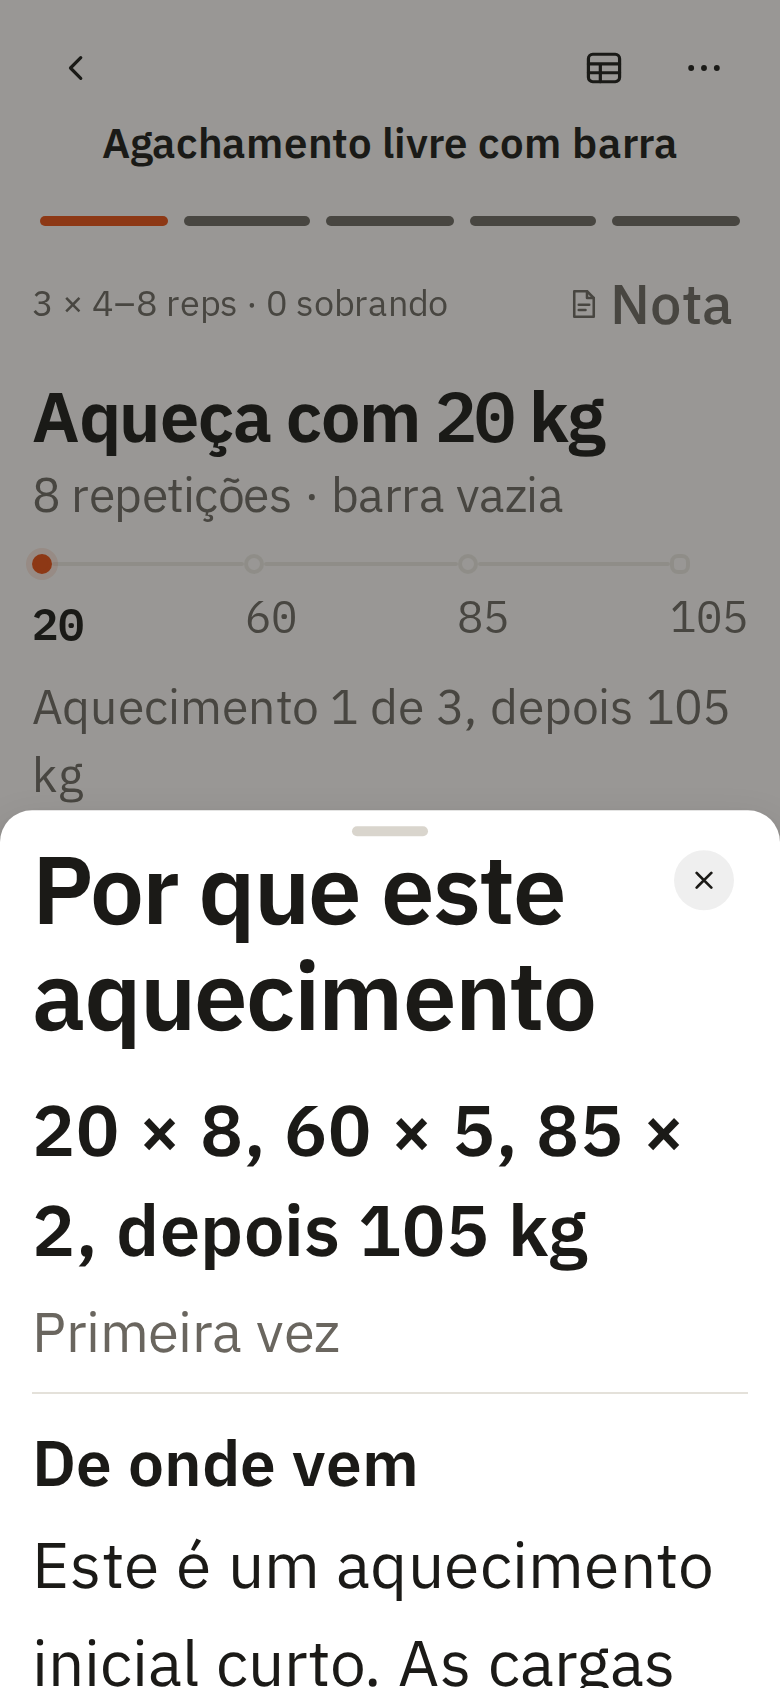 Agachamento livre com barra
3 × 4–8 reps · 0 sobrando
Nota
Aqueça com 20 kg
8 repetições · barra vazia
20 60 85 105
Aquecimento 1 de 3, depois 105
kg
Por que este
aquecimento
20 × 8, 60 × 5, 85 ×
2, depois 105 kg
Primeira vez
De onde vem
Este é um aquecimento
inicial curto. As cargas